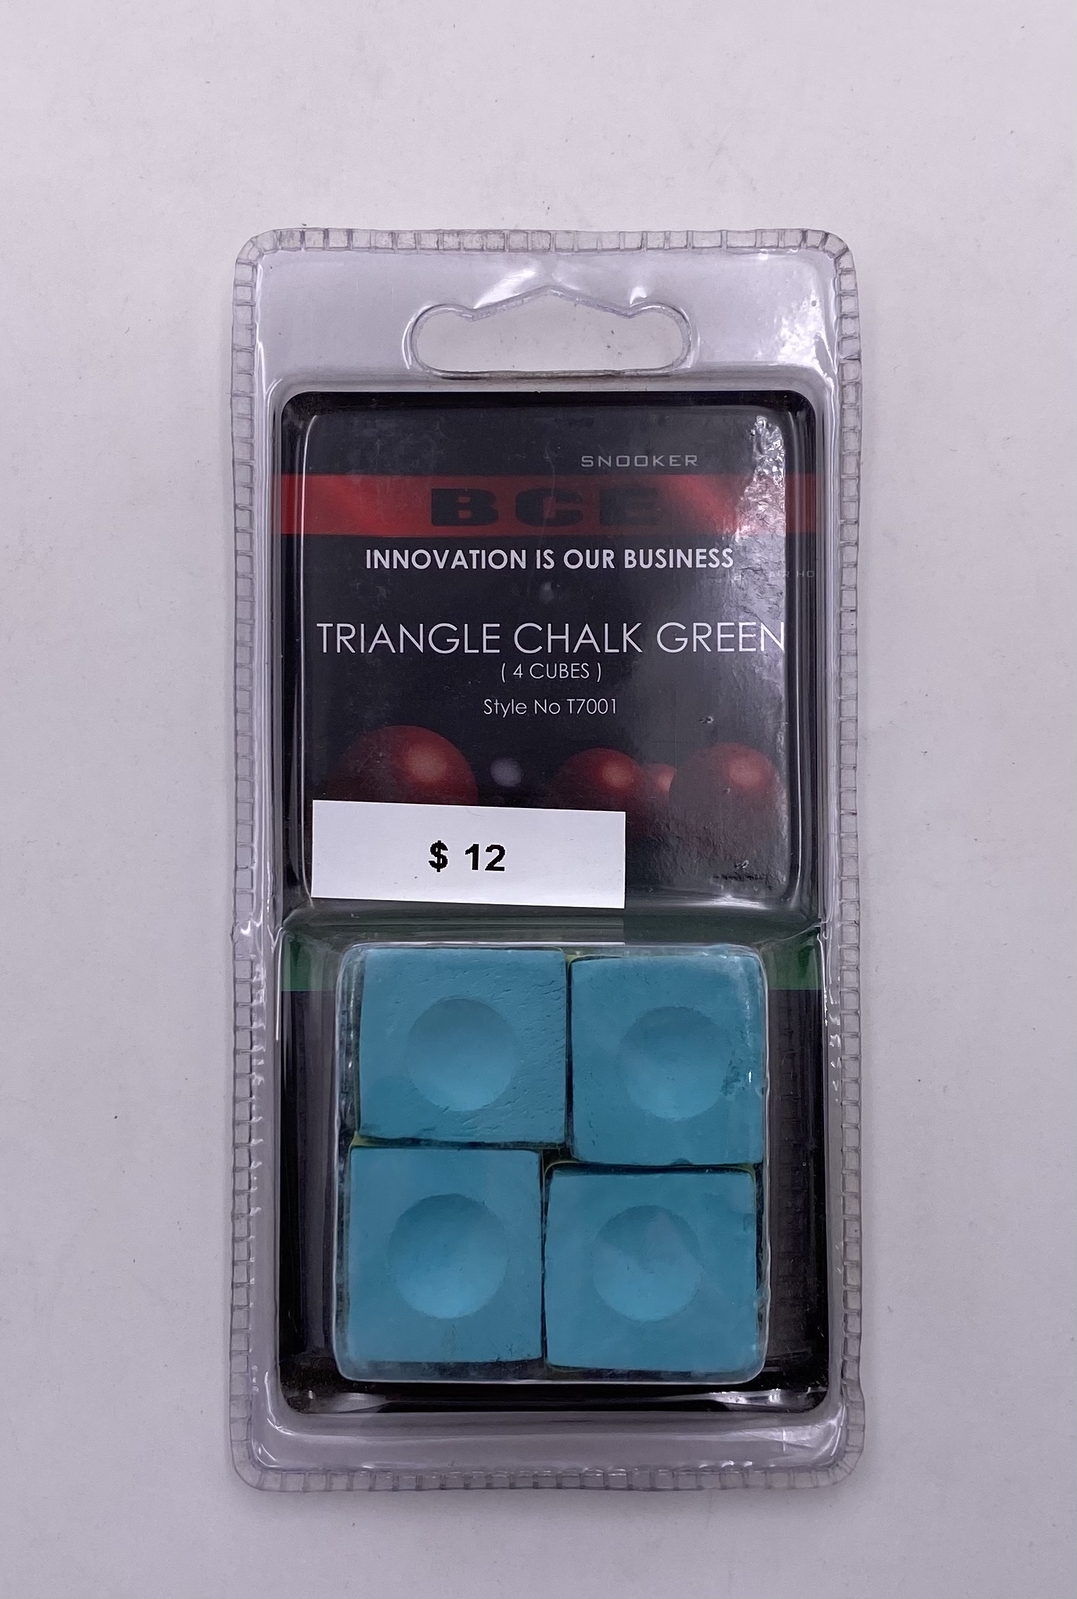 SNOOKER
BCE
INNOVATION IS OUR BUSINESS
TRIANGLE CHALK GREEN
( 4 CUBES )
Style No T7001
$ 12